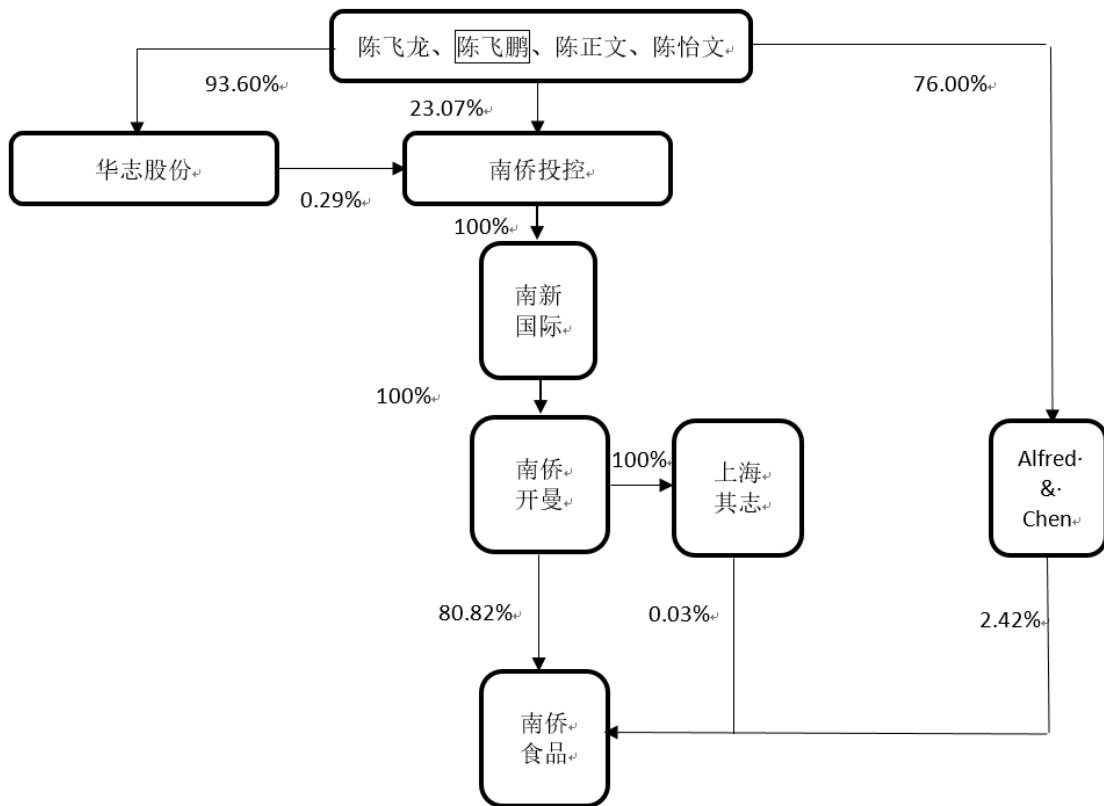 陈飞龙、陈飞鹏、陈正文、陈怡文
93.60%
23.07%
76.00%
华志股份
0.29%
南侨投控
100%
南新
国际
100%
南侨
开曼
100%
上海
其志
Alfred·
&·
Chen
80.82%
0.03%
2.42%
南侨
食品